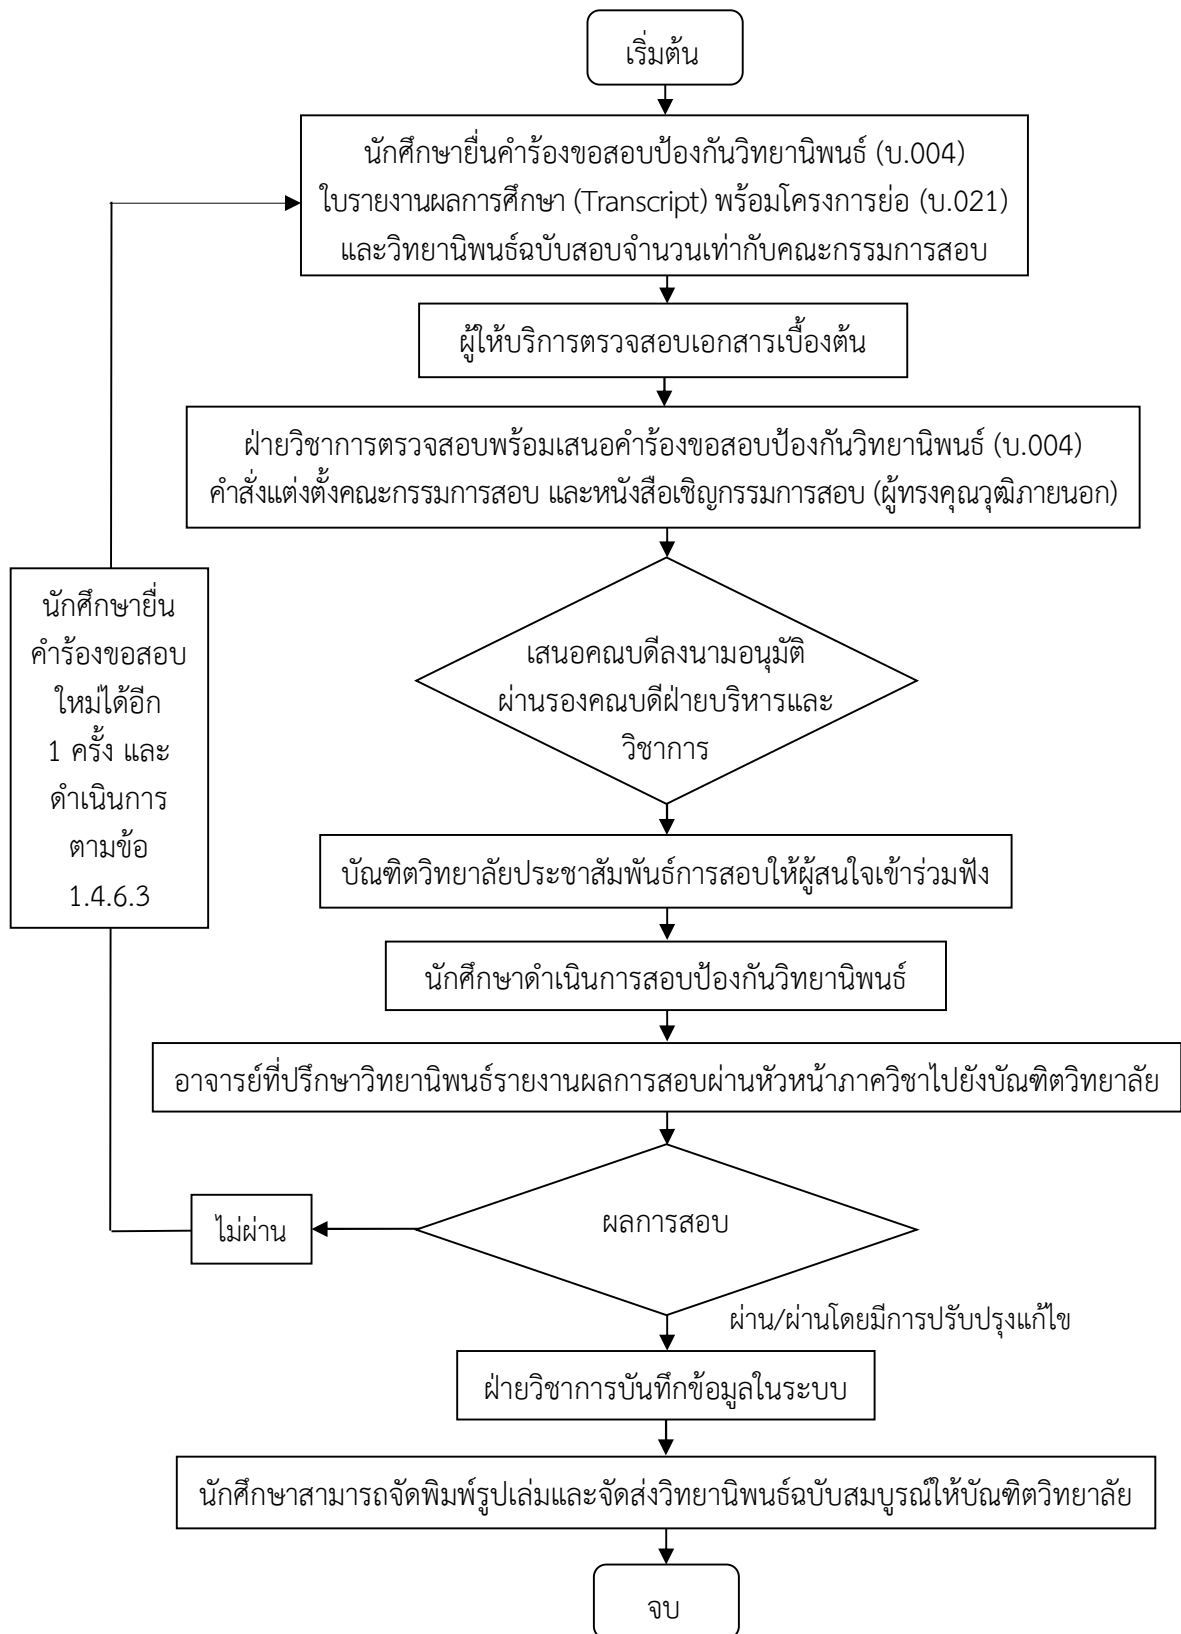 เริ่มต้น
นักศึกษายื่นคำร้องขอสอบป้องกันวิทยานิพนธ์ (บ.004)
ใบรายงานผลการศึกษา (Transcript) พร้อมโครงการย่อ (บ.021)
และวิทยานิพนธ์ฉบับสอบจำนวนเท่ากับคณะกรรมการสอบ
ผู้ให้บริการตรวจสอบเอกสารเบื้องต้น
ฝ่ายวิชาการตรวจสอบพร้อมเสนอคำร้องขอสอบป้องกันวิทยานิพนธ์ (บ.004)
คำสั่งแต่งตั้งคณะกรรมการสอบ และหนังสือเชิญกรรมการสอบ (ผู้ทรงคุณวุฒิภายนอก)
นักศึกษายื่น
คำร้องขอสอบ
ใหม่ได้อีก
1 ครั้ง และ
ดำเนินการ
ตามข้อ
1.4.6.3
เสนอคณบดีลงนามอนุมัติ
ผ่านรองคณบดีฝ่ายบริหารและ
วิชาการ
บัณฑิตวิทยาลัยประชาสัมพันธ์การสอบให้ผู้สนใจเข้าร่วมฟัง
นักศึกษาดำเนินการสอบป้องกันวิทยานิพนธ์
อาจารย์ที่ปรึกษาวิทยานิพนธ์รายงานผลการสอบผ่านหัวหน้าภาควิชาไปยังบัณฑิตวิทยาลัย
ไม่ผ่าน
ผลการสอบ
ผ่าน/ผ่านโดยมีการปรับปรุงแก้ไข
ฝ่ายวิชาการบันทึกข้อมูลในระบบ
นักศึกษาสามารถจัดพิมพ์รูปเล่มและจัดส่งวิทยานิพนธ์ฉบับสมบูรณ์ให้บัณฑิตวิทยาลัย
จบ